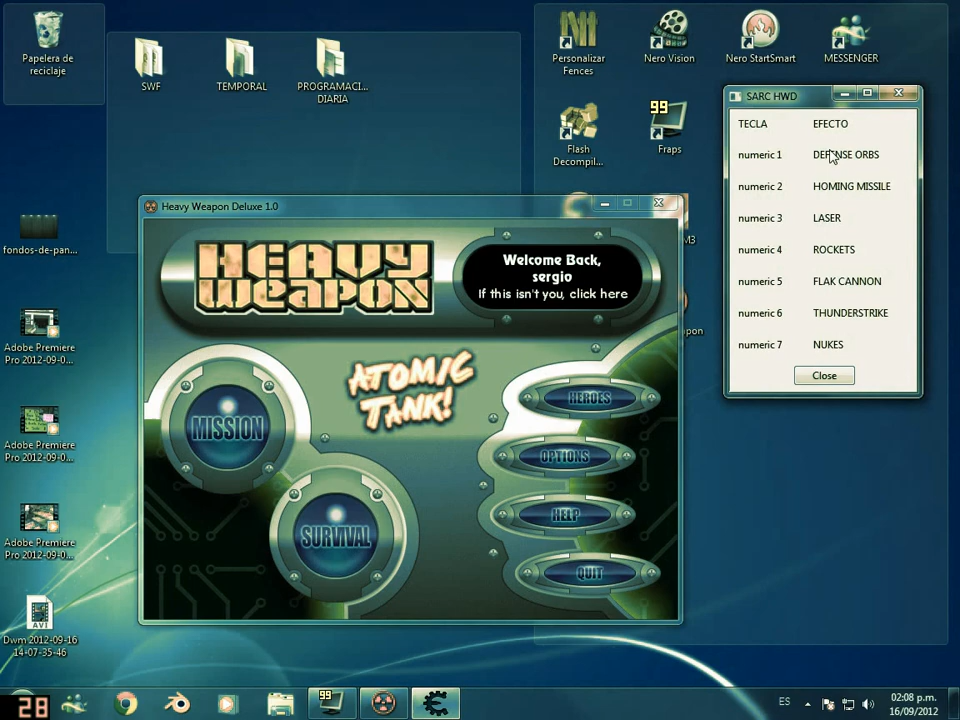 Papelera de
reciclaje
SWF
TEMPORAL
PROGRAMACI...
DIARIA
Personalizar
Fences
Nero Vision
Nero StartSmart
MESSENGER
Flash
Decompil...
99
Fraps
fondos-de-pan...
Adobe Premiere
Pro 2012-09-0...
Adobe Premiere
Pro 2012-09-0...
Adobe Premiere
Pro 2012-09-0...
AVI
Dwm 2012-09-16
14-07-35-46
Heavy Weapon Deluxe 1.0
HEAVY
WEAPON
Welcome Back,
sergio
If this isn't you, click here
ATOMIC
TANK!
MISSION
SURVIVAL
HEROES
OPTIONS
HELP
QUIT
SARC HWD
TECLA EFECTO
numeric 1 DEFENSE ORBS
numeric 2 HOMING MISSILE
numeric 3 LASER
numeric 4 ROCKETS
numeric 5 FLAK CANNON
numeric 6 THUNDERSTRIKE
numeric 7 NUKES
Close
28
99
ES
02:08 p.m.
16/09/2012